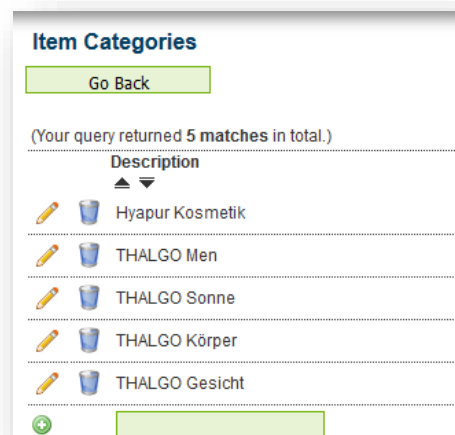 Item Categories
Go Back
(Your query returned 5 matches in total.)
Description
Hyapur Kosmetik
THALGO Men
THALGO Sonne
THALGO Körper
THALGO Gesicht